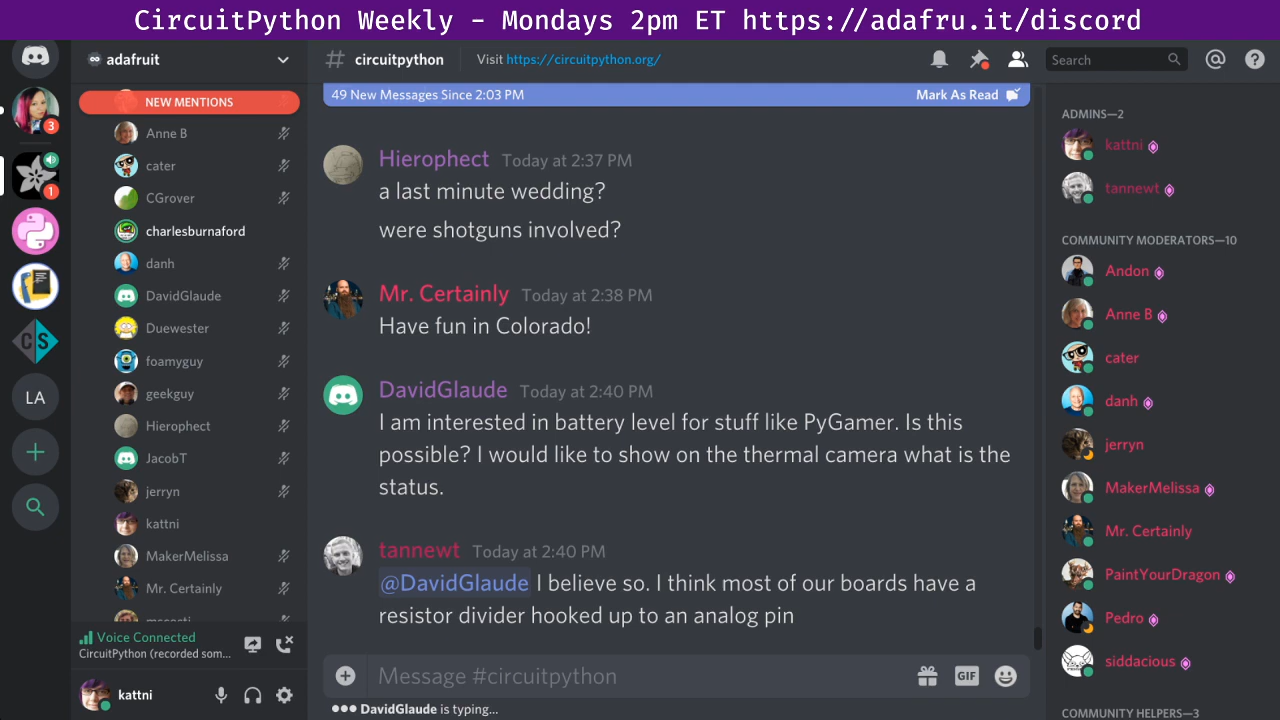 CircuitPython Weekly - Mondays 2pm ET https://adafru.it/discord
adafruit
NEW MENTIONS
Anne B
cater
CGrover
charlesburnaford
danh
DavidGlaude
Duewester
foamyguy
geekguy
Hierophect
JacobT
jerryn
kattni
MakerMelissa
Mr. Certainly
Voice Connected
CircuitPython (recorded som...
kattni
3
1
CS
LA
# circuitpython
Visit https://circuitpython.org/
Search
49 New Messages Since 2:03 PM
Mark As Read
Hierophect Today at 2:37 PM
a last minute wedding?
were shotguns involved?
Mr. Certainly Today at 2:38 PM
Have fun in Colorado!
DavidGlaude Today at 2:40 PM
I am interested in battery level for stuff like PyGamer. Is this
possible? I would like to show on the thermal camera what is the
status.
tannewt Today at 2:40 PM
@DavidGlaude I believe so. I think most of our boards have a
resistor divider hooked up to an analog pin
Message #circuitpython
GIF
DavidGlaude is typing...
ADMINS—2
kattni
tannewt
COMMUNITY MODERATORS—10
Andon
Anne B
cater
danh
jerryn
MakerMelissa
Mr. Certainly
PaintYourDragon
Pedro
siddacious
COMMUNITY HELPERS—3